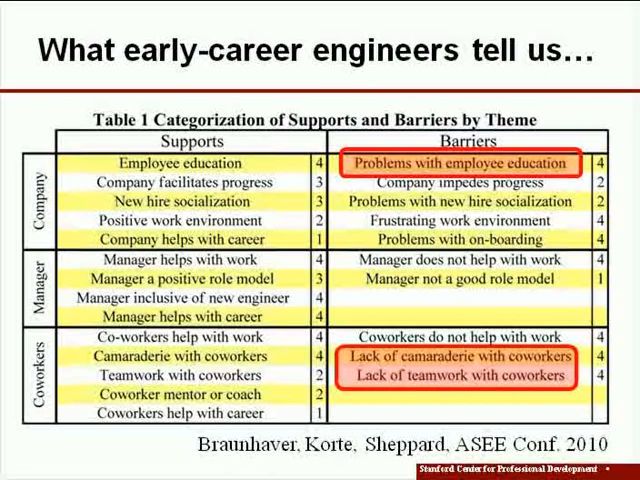 What early-career engineers tell us…
Table 1 Categorization of Supports and Barriers by Theme
Supports Barriers
Company
Employee education 4 Problems with employee education 4
Company facilitates progress 3 Company impedes progress 2
New hire socialization 3 Problems with new hire socialization 2
Positive work environment 2 Frustrating work environment 4
Company helps with career 1 Problems with on-boarding 4
Manager
Manager helps with work 4 Manager does not help with work 4
Manager a positive role model 3 Manager not a good role model 1
Manager inclusive of new engineer 4
Manager helps with career 4
Coworkers
Co-workers help with work 4 Coworkers do not help with work 4
Camaraderie with coworkers 4 Lack of camaraderie with coworkers 4
Teamwork with coworkers 2 Lack of teamwork with coworkers 4
Coworker mentor or coach 2
Coworkers help with career 1
Braunhaver, Korte, Sheppard, ASEE Conf. 2010
Stanford Center for Professional Development •